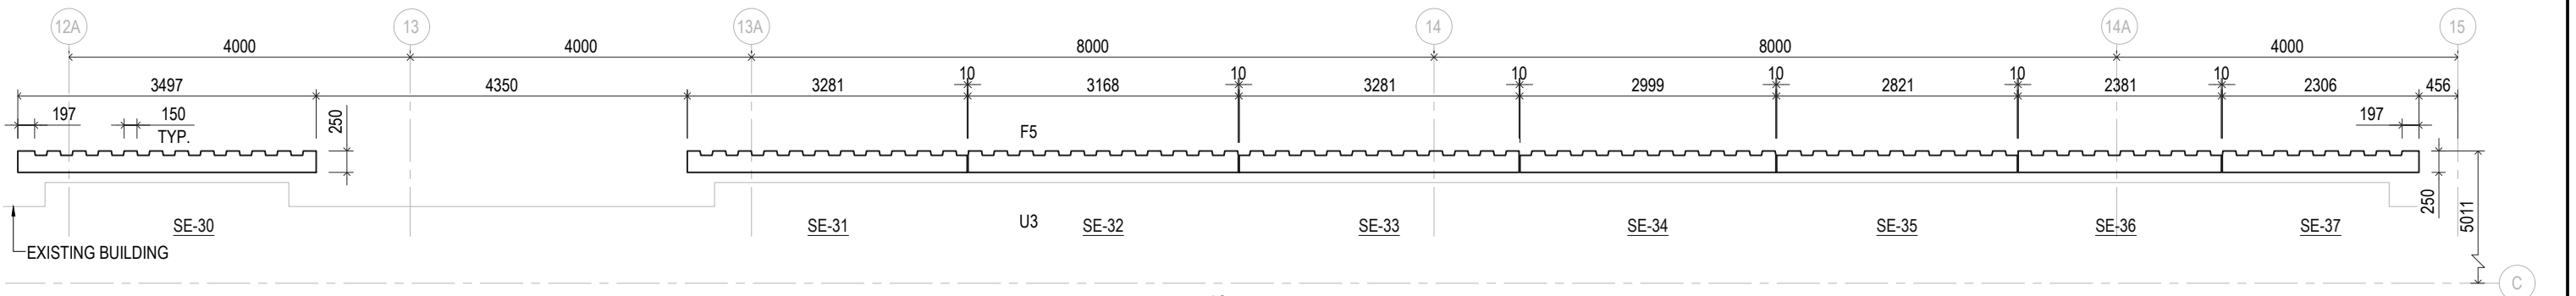 12A 13 13A 14 14A 15
4000 4000 8000 8000 4000
10 10 10 10 10 10
3497 4350 3281 3168 3281 2999 2821 2381 2306 456
197 150 250 197
TYP. F5
250 5011
SE-30 SE-31 U3 SE-32 SE-33 SE-34 SE-35 SE-36 SE-37
EXISTING BUILDING
C